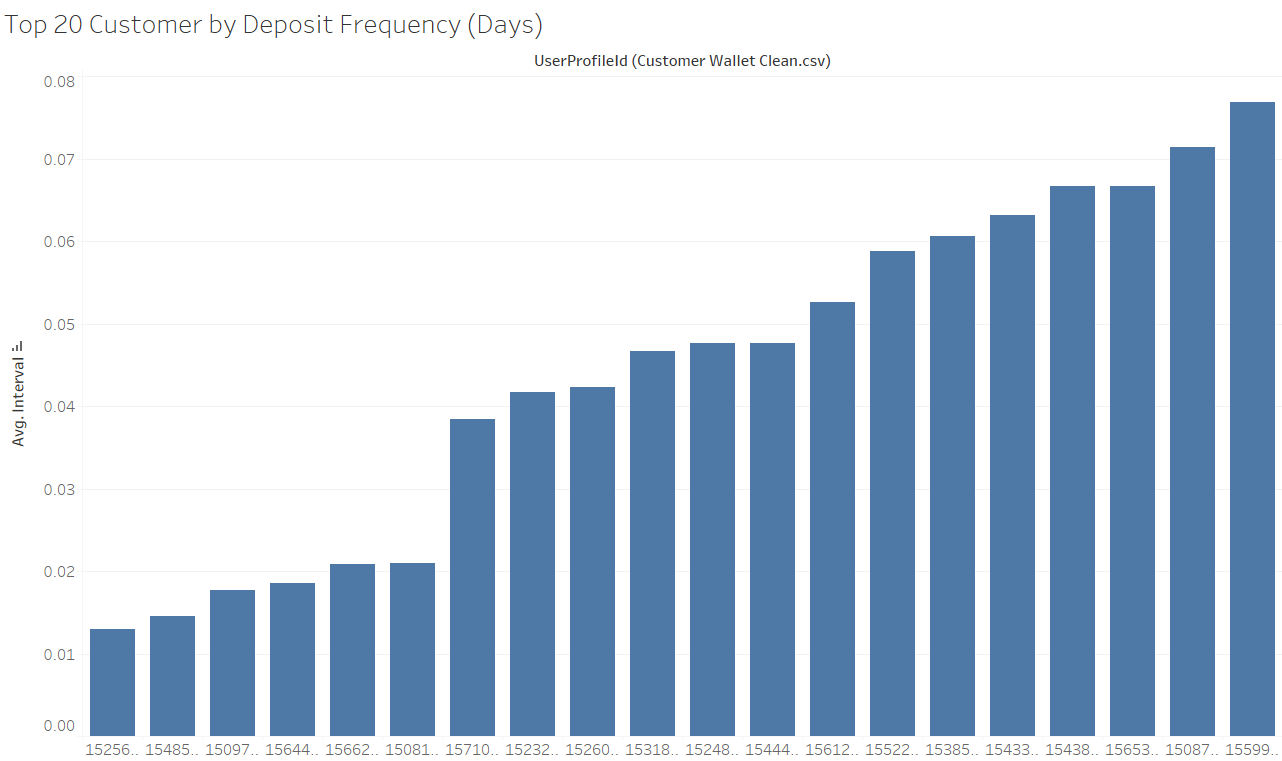 Top 20 Customer by Deposit Frequency (Days)
UserProfileId (Customer Wallet Clean.csv)
0.08
0.07
0.06
0.05
0.04
0.03
0.02
0.01
0.00
Avg. Interval
15256.. 15485.. 15097.. 15644.. 15662.. 15081.. 15710.. 15232.. 15260.. 15318.. 15248.. 15444.. 15612.. 15522.. 15385.. 15433.. 15438.. 15653.. 15087.. 15599..